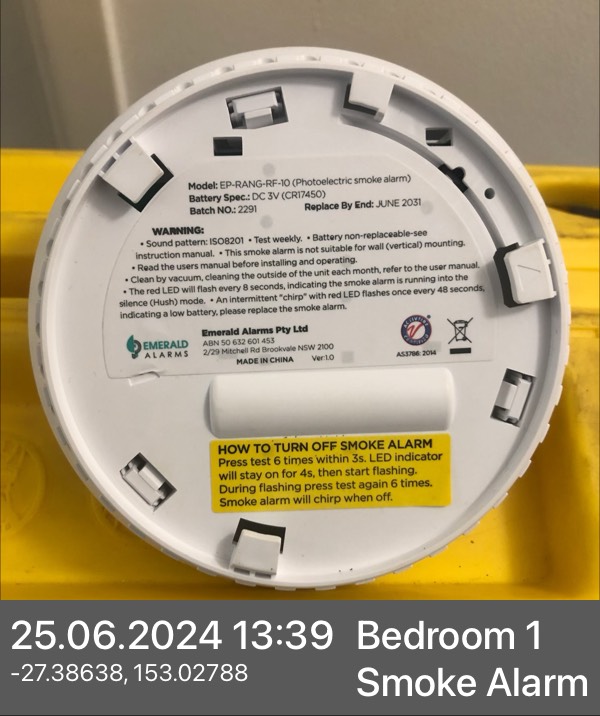 Model: EP-RANG-RF-10 (Photoelectric smoke alarm)
Battery Spec.: DC 3V (CR17450)
Batch NO.: 2291 Replace By End: JUNE 2031
WARNING:
• Sound pattern: ISO8201 • Test weekly. • Battery non-replaceable-see
instruction manual. • This smoke alarm is not suitable for wall (vertical) mounting.
• Read the users manual before installing and operating.
• Clean by vacuum, cleaning the outside of the unit each month, refer to the user manual.
• The red LED will flash every 8 seconds, indicating the smoke alarm is running into the
silence (Hush) mode. • An intermittent "chirp" with red LED flashes once every 48 seconds,
indicating a low battery, please replace the smoke alarm.
EMERALD
ALARMS
Emerald Alarms Pty Ltd
ABN 50 632 601 453
2/29 Mitchell Rd Brookvale NSW 2100
MADE IN CHINA Ver:1.0
AS3786: 2014
HOW TO TURN OFF SMOKE ALARM
Press test 6 times within 3s. LED indicator
will stay on for 4s, then start flashing.
During flashing press test again 6 times.
Smoke alarm will chirp when off.
25.06.2024 13:39
-27.38638, 153.02788
Bedroom 1
Smoke Alarm